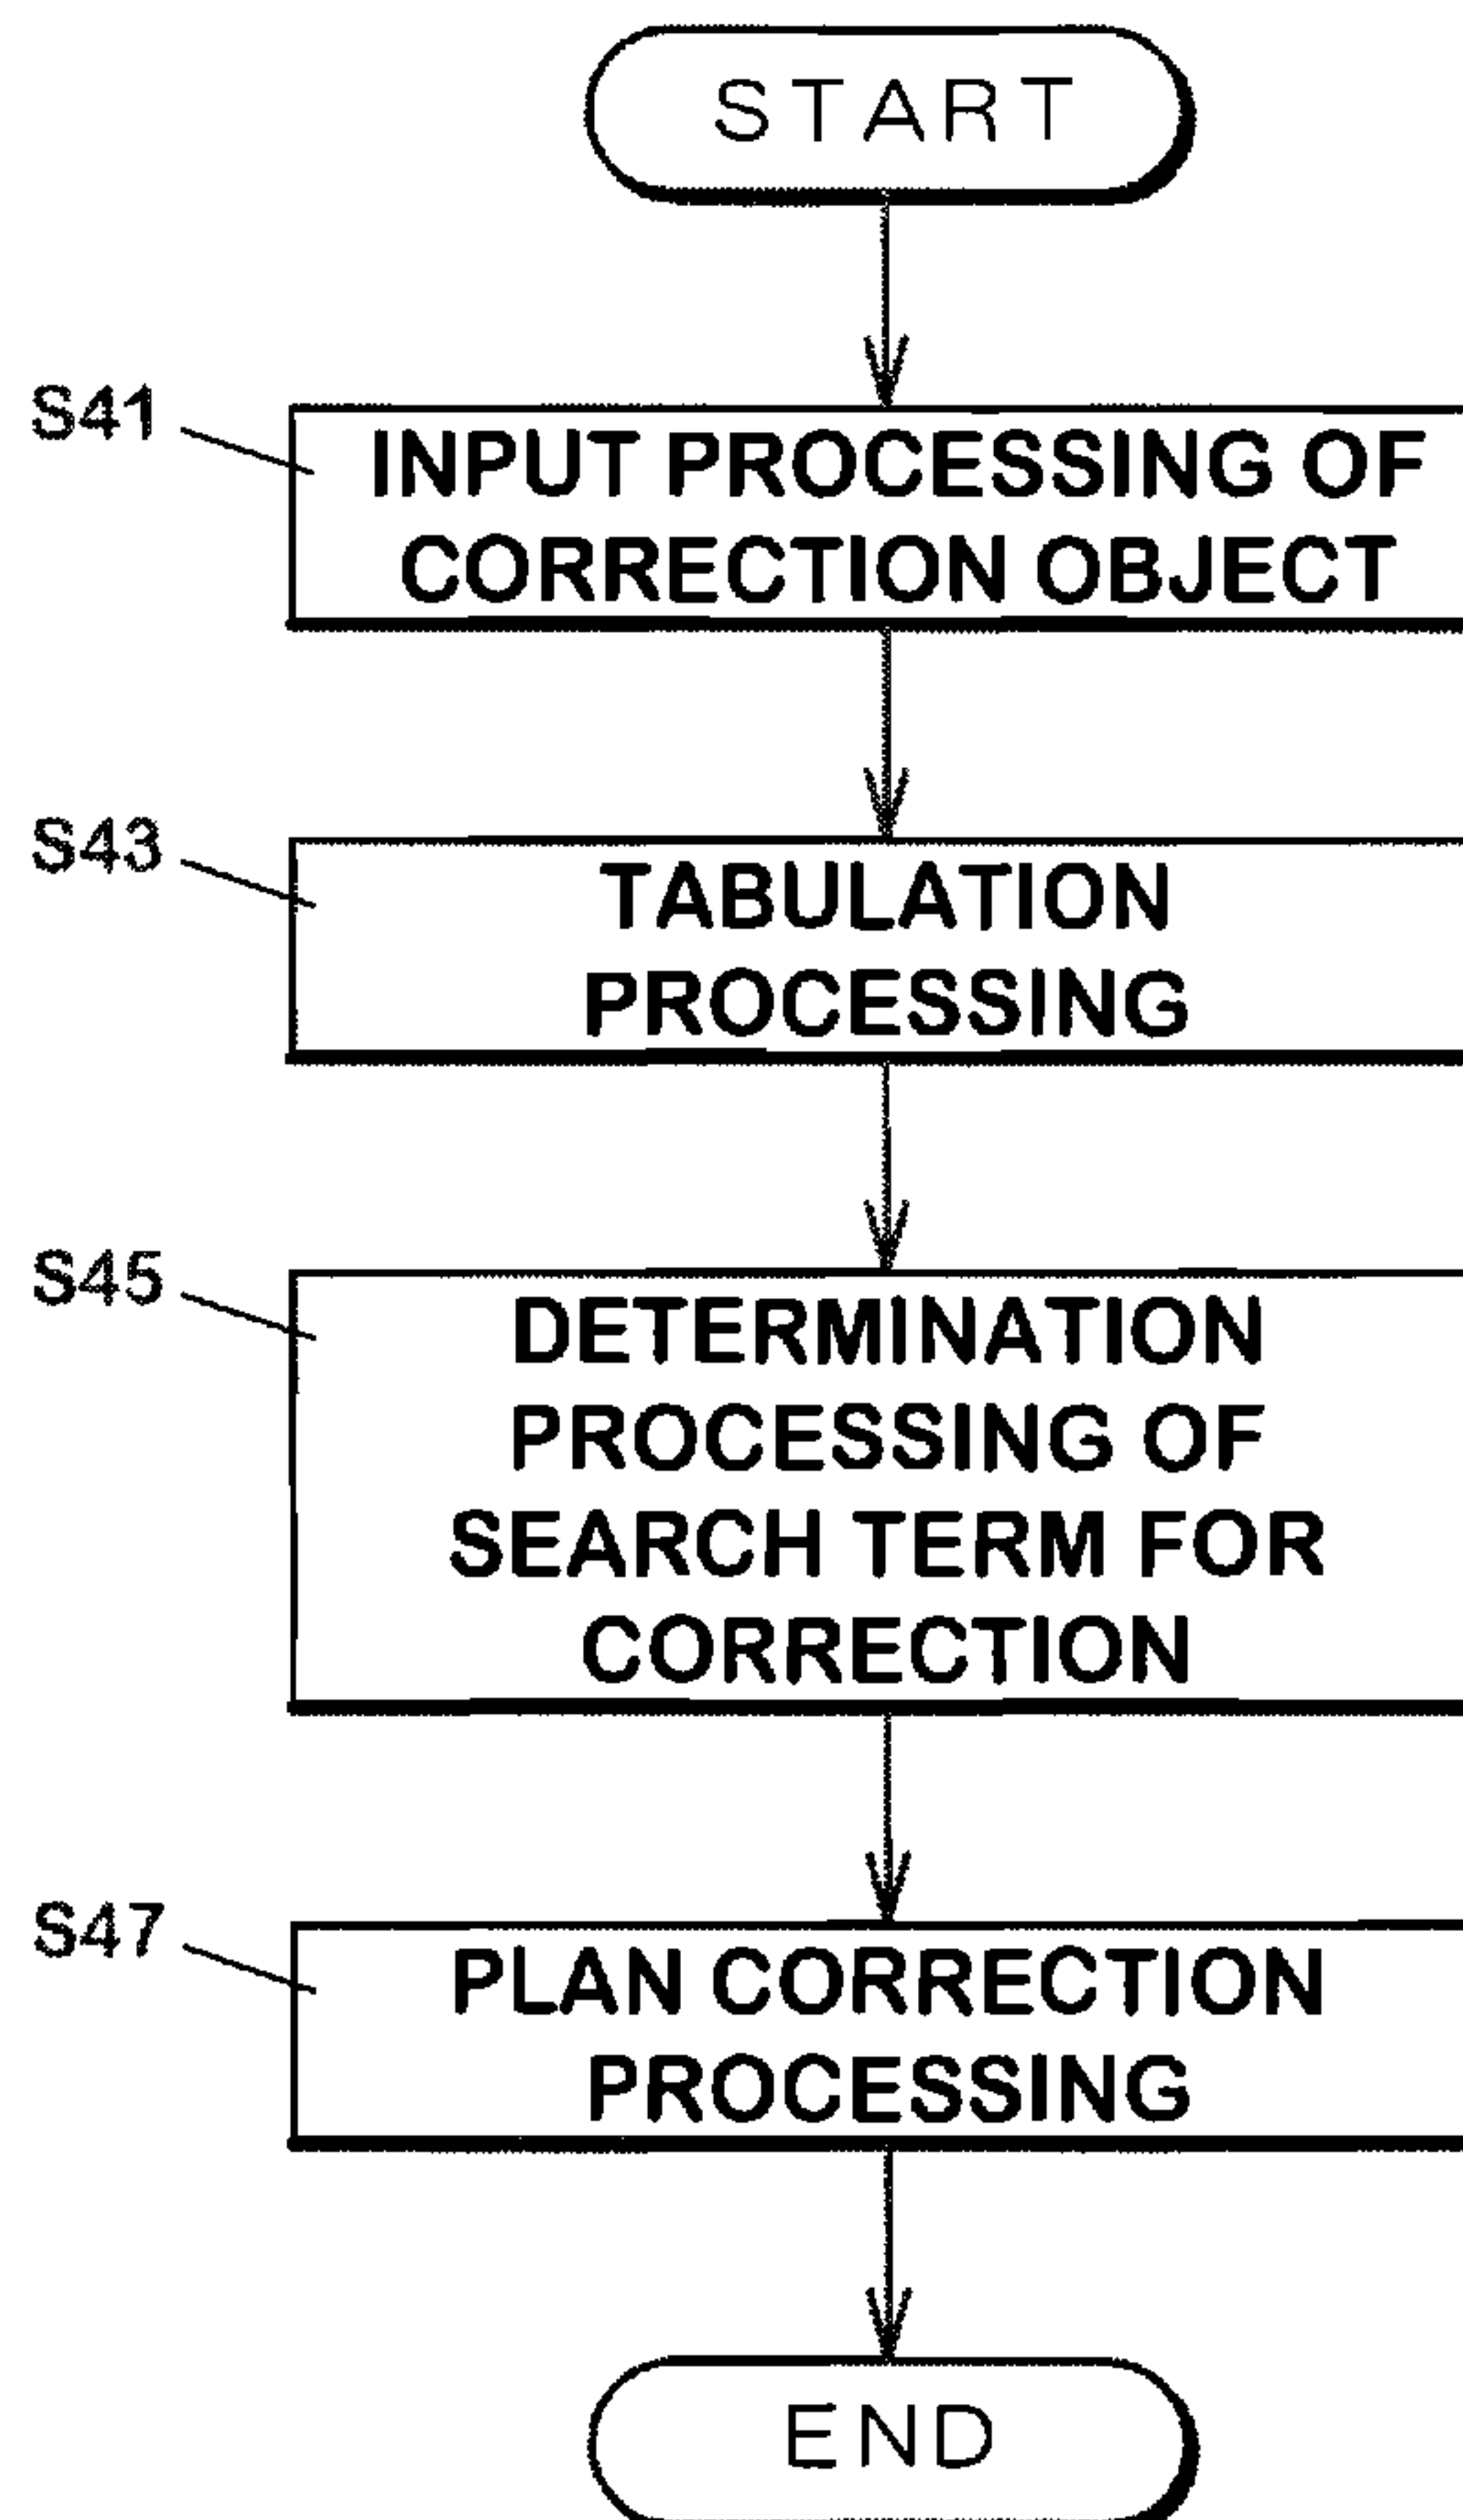 START
S41
INPUT PROCESSING OF
CORRECTION OBJECT
S43
TABULATION
PROCESSING
S45
DETERMINATION
PROCESSING OF
SEARCH TERM FOR
CORRECTION
S47
PLAN CORRECTION
PROCESSING
END